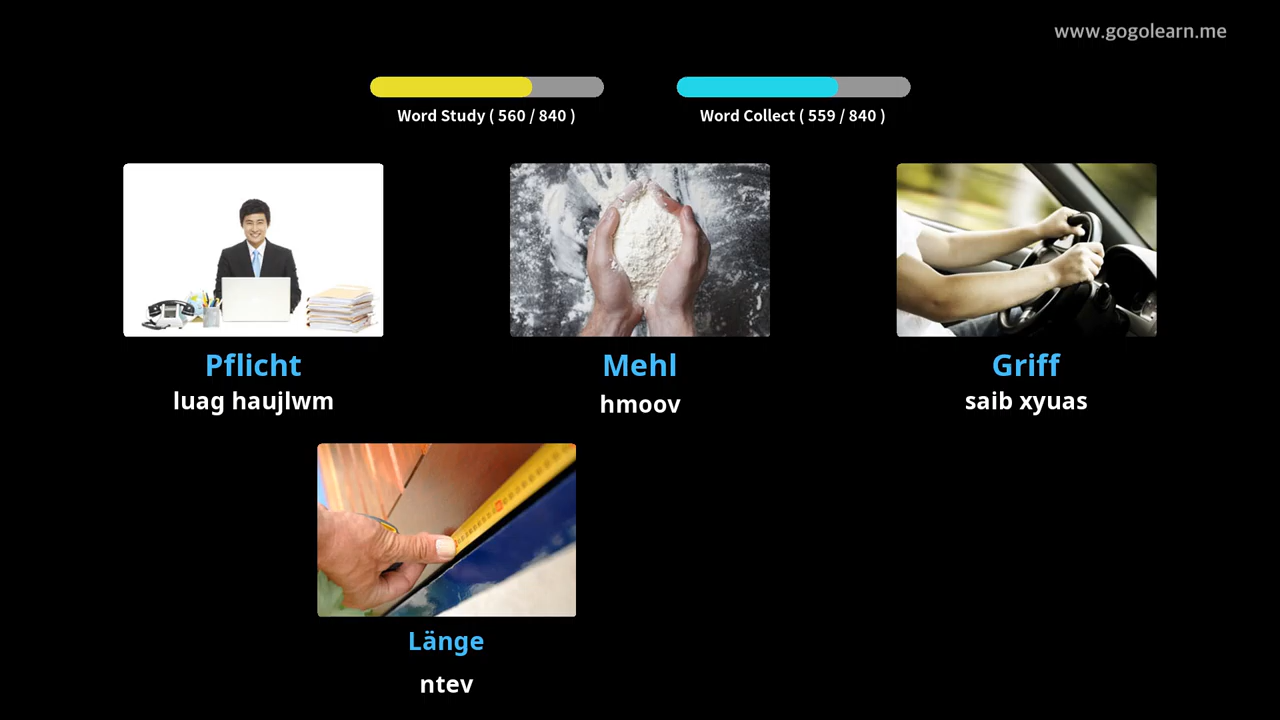 www.gogolearn.me
Word Study ( 560 / 840 )
Word Collect ( 559 / 840 )
Pflicht
luag haujlwm
Mehl
hmoov
Griff
saib xyuas
Länge
ntev